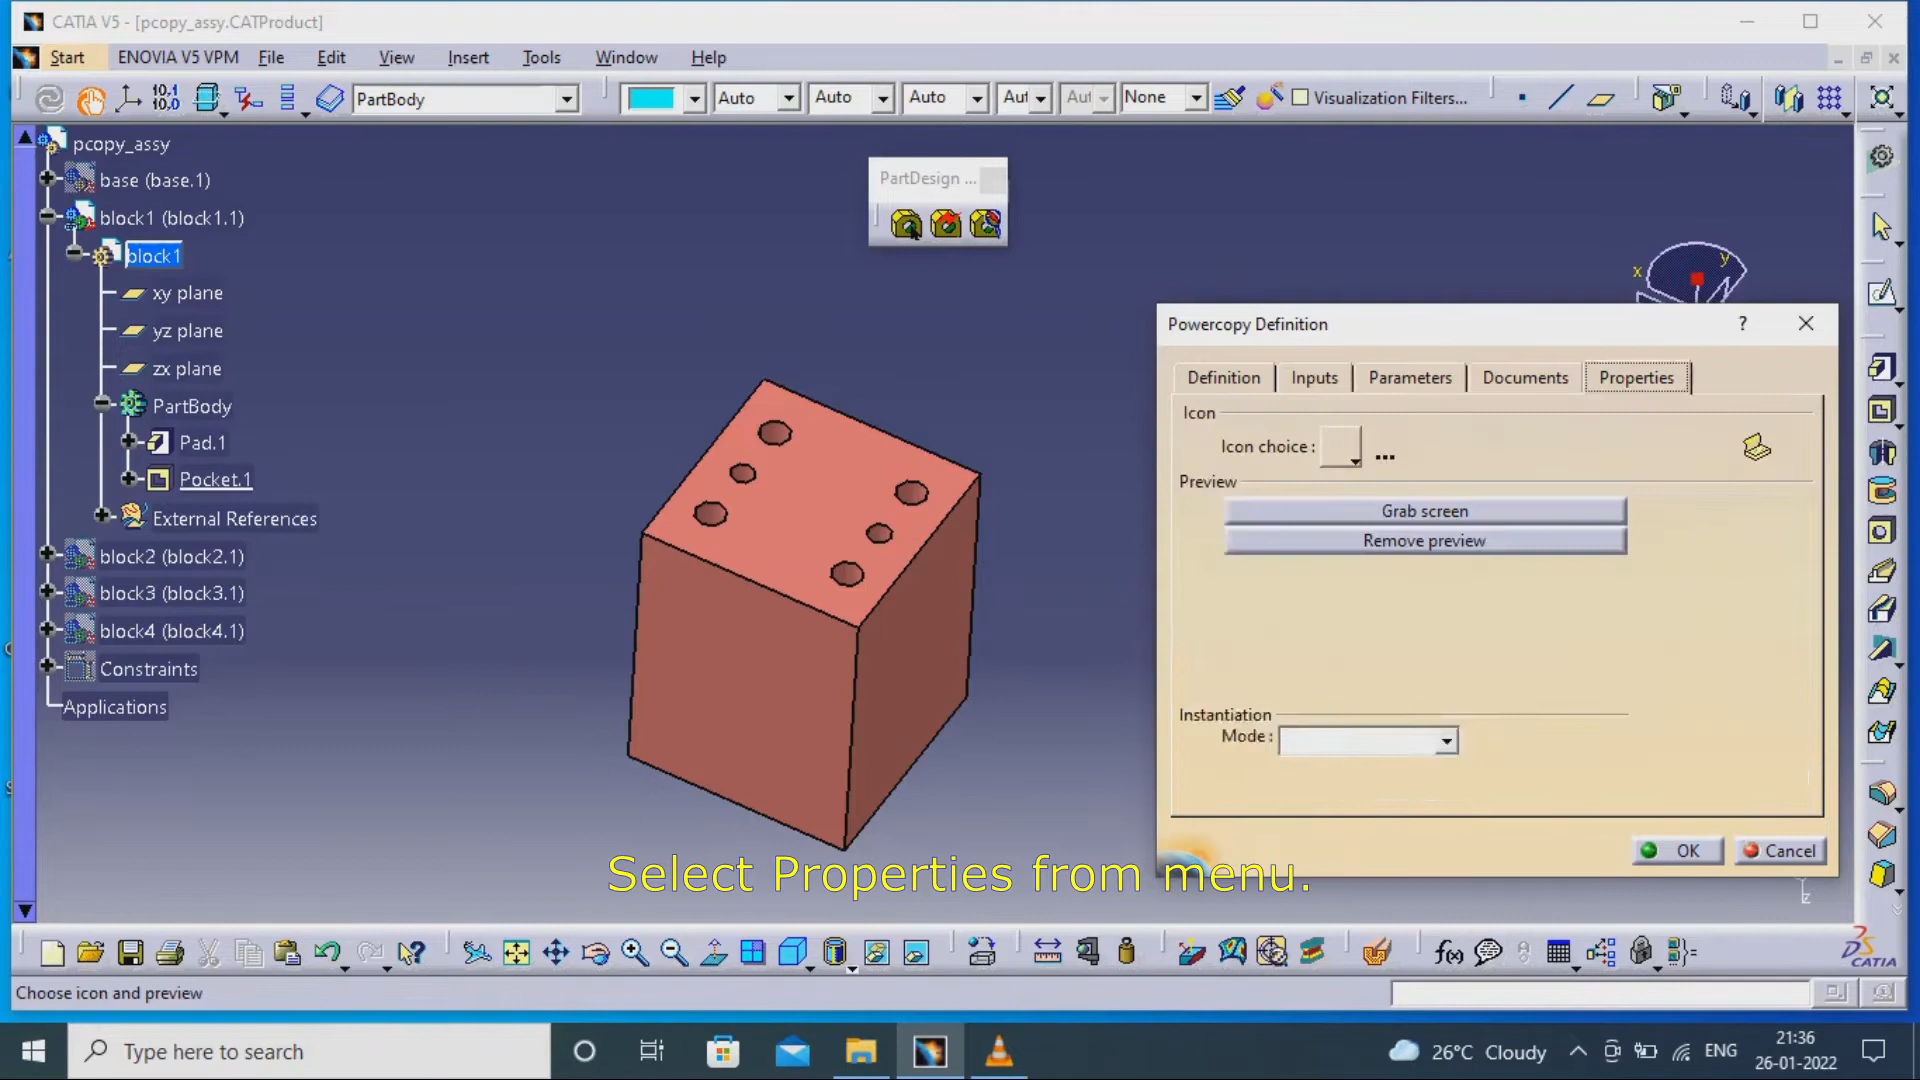 CATIA V5 - [pcopy_assy.CATProduct]
Start ENOVIA V5 VPM File Edit View Insert Tools Window Help
PartBody Auto Auto Auto Aut Aut None Visualization Filters...
pcopy_assy
base (base.1)
block1 (block1.1)
block1
xy plane
yz plane
zx plane
PartBody
Pad.1
Pocket.1
External References
block2 (block2.1)
block3 (block3.1)
block4 (block4.1)
Constraints
Applications
PartDesign ...
x
y
z
Powercopy Definition ?
Definition Inputs Parameters Documents Properties
Icon
Icon choice : ...
Preview
Grab screen
Remove preview
Instantiation
Mode :
OK Cancel
Select Properties from menu.
f(x)
CATIA
Choose icon and preview
Type here to search
26°C Cloudy
ENG
21:36
26-01-2022